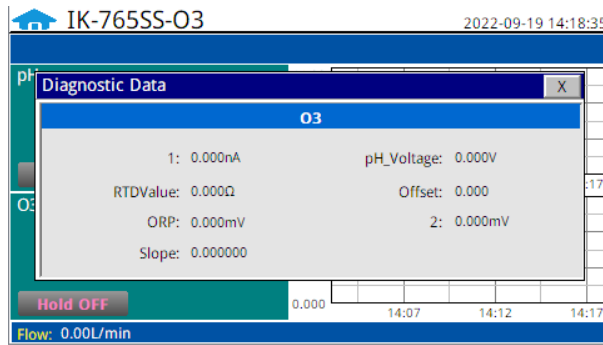 IK-765SS-O3
2022-09-19 14:18:35
pH
Diagnostic Data X
O3
1: 0.000nA
pH_Voltage: 0.000V
RTDValue: 0.000Ω
Offset: 0.000
ORP: 0.000mV
2: 0.000mV
Slope: 0.000000
:17
O3
Hold OFF
0.000
14:07 14:12 14:17
Flow: 0.00L/min